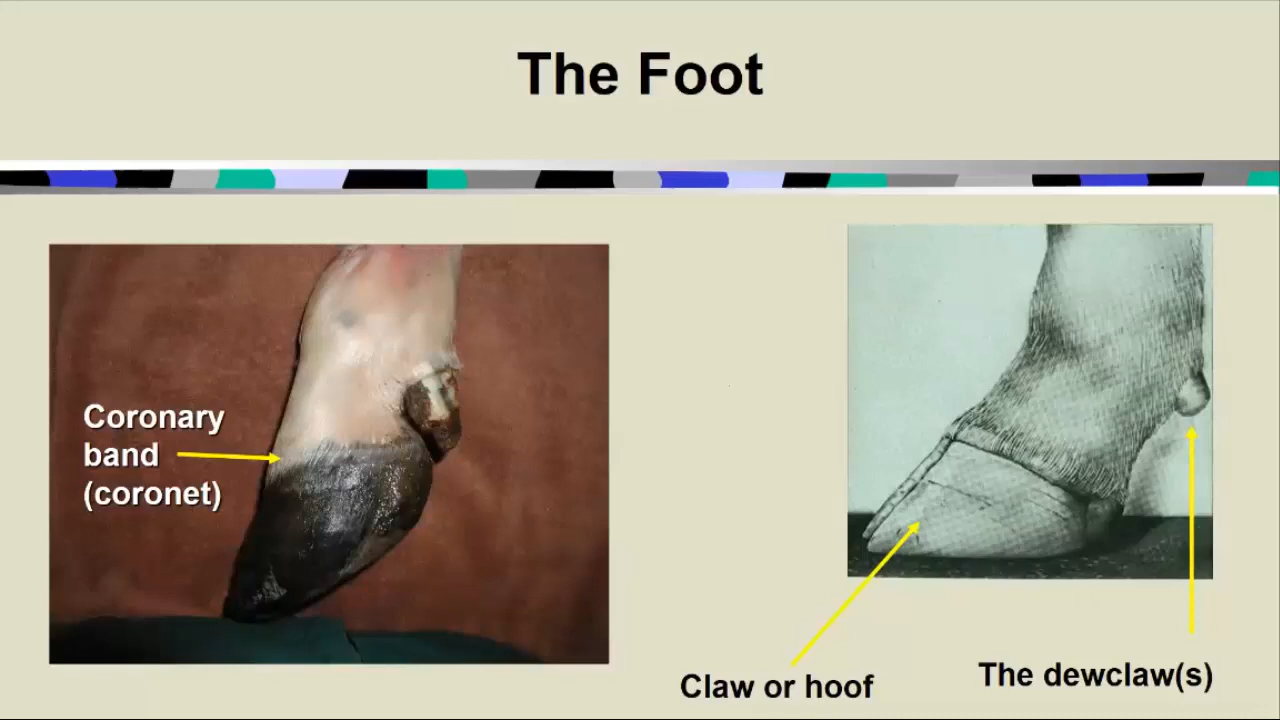 The Foot
Coronary
band
(coronet)
Claw or hoof
The dewclaw(s)